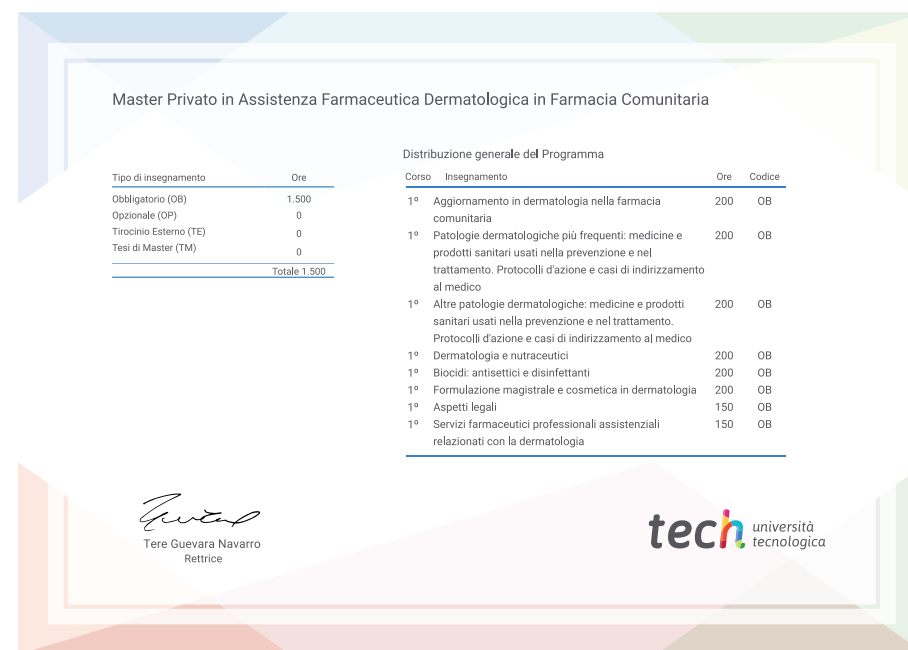 Master Privato in Assistenza Farmaceutica Dermatologica in Farmacia Comunitaria
Tipo di insegnamento Ore
Obbligatorio (OB) 1.500
Opzionale (OP) 0
Tirocinio Esterno (TE) 0
Tesi di Master (TM) 0
Totale 1.500
Distribuzione generale del Programma
Corso Insegnamento Ore Codice
1º Aggiornamento in dermatologia nella farmacia 200 OB
comunitaria
1º Patologie dermatologiche più frequenti: medicine e 200 OB
prodotti sanitari usati nella prevenzione e nel
trattamento. Protocolli d'azione e casi di indirizzamento
al medico
1º Altre patologie dermatologiche: medicine e prodotti 200 OB
sanitari usati nella prevenzione e nel trattamento.
Protocolli d'azione e casi di indirizzamento al medico
1º Dermatologia e nutraceutici 200 OB
1º Biocidi: antisettici e disinfettanti 200 OB
1º Formulazione magistrale e cosmetica in dermatologia 200 OB
1º Aspetti legali 150 OB
1º Servizi farmaceutici professionali assistenziali 150 OB
relazionati con la dermatologia
Tere Guevara Navarro
Rettrice
tech università
tecnologica